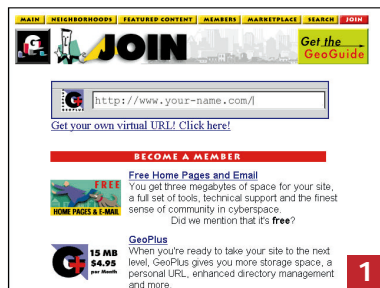 MAIN NEIGHBORHOODS FEATURED CONTENT MEMBERS MARKETPLACE SEARCH JOIN
G JOIN Get the
GeoGuide
G http://www.your-name.com/
GEOPLUS
Get your own virtual URL! Click here!
BECOME A MEMBER
Free Home Pages and Email
FREE
HOME PAGES & E-MAIL
You get three megabytes of space for your site,
a full set of tools, technical support and the finest
sense of community in cyberspace.
Did we mention that it's free?
GeoPlus
G+ 15 MB
$4.95
per Month
When you're ready to take your site to the next
level, GeoPlus gives you more storage space, a
personal URL, enhanced directory management
and more.
1